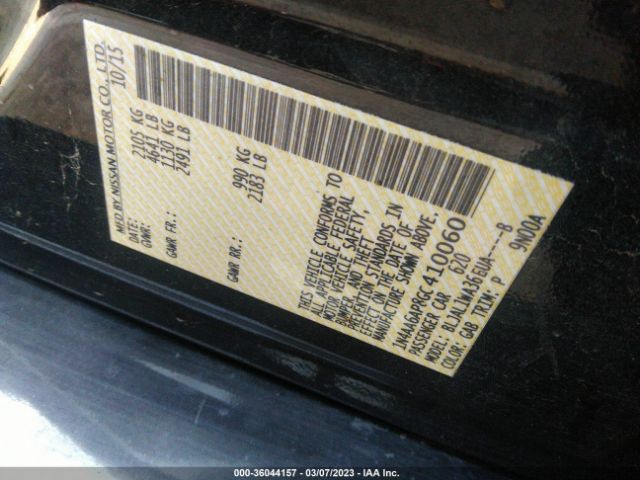 MFD BY NISSAN MOTOR CO., LTD.
DATE: 10/15
GVWR: 2105 KG
4641 LB
GAWR FR.: 1130 KG
2491 LB
GAWR RR.: 990 KG
2183 LB
THIS VEHICLE CONFORMS TO
ALL APPLICABLE FEDERAL
MOTOR VEHICLE SAFETY,
BUMPER, AND THEFT
PREVENTION STANDARDS IN
EFFECT ON THE DATE OF
MANUFACTURE SHOWN ABOVE.
1N4AA6AP8GC410060
PASSENGER CAR 620
MODEL: BLJALWWA36EUA----B
COLOR: GAB TRIM: P 9N00A
000-36044157 - 03/07/2023 - IAA Inc.